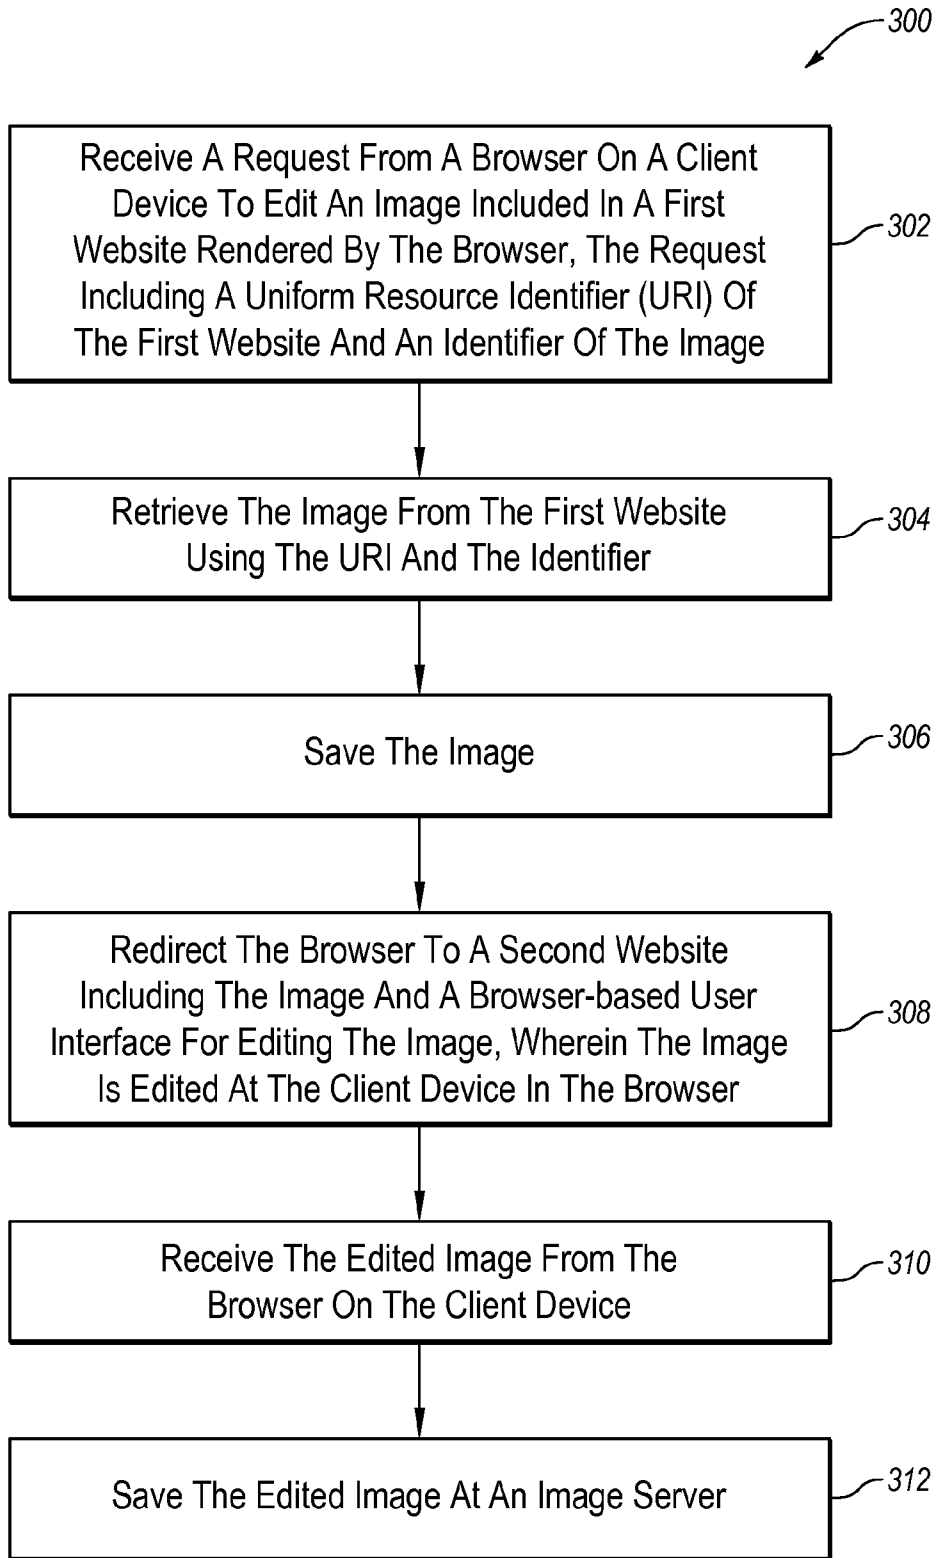 300
Receive A Request From A Browser On A Client
Device To Edit An Image Included In A First
Website Rendered By The Browser, The Request
Including A Uniform Resource Identifier (URI) Of
The First Website And An Identifier Of The Image
302
Retrieve The Image From The First Website
Using The URI And The Identifier
304
Save The Image
306
Redirect The Browser To A Second Website
Including The Image And A Browser-based User
Interface For Editing The Image, Wherein The Image
Is Edited At The Client Device In The Browser
308
Receive The Edited Image From The
Browser On The Client Device
310
Save The Edited Image At An Image Server
312